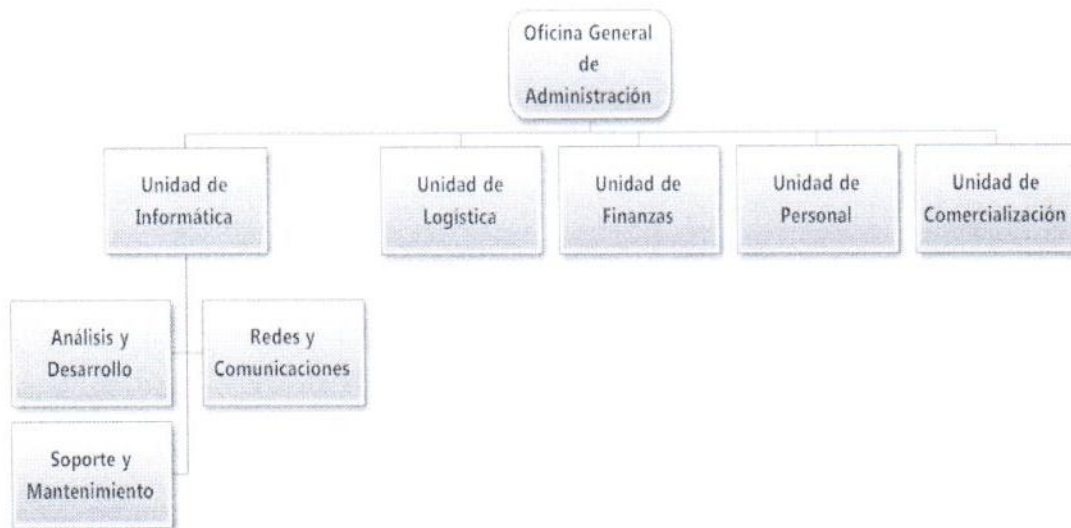 Oficina General
de
Administración
Unidad de
Informática
Unidad de
Logística
Unidad de
Finanzas
Unidad de
Personal
Unidad de
Comercialización
Análisis y
Desarrollo
Redes y
Comunicaciones
Soporte y
Mantenimiento